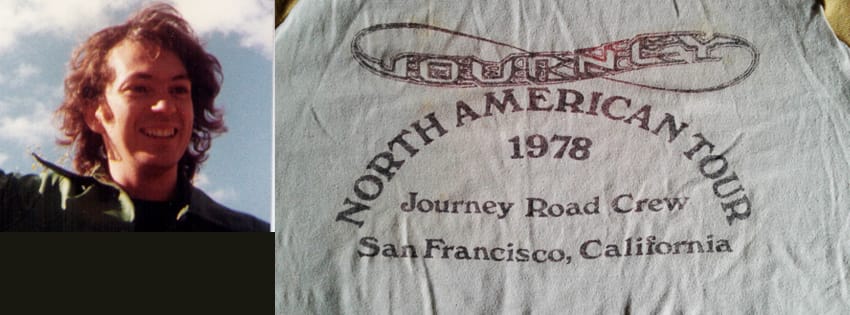 JOURNEY
NORTH AMERICAN TOUR
1978
Journey Road Crew
San Francisco, California